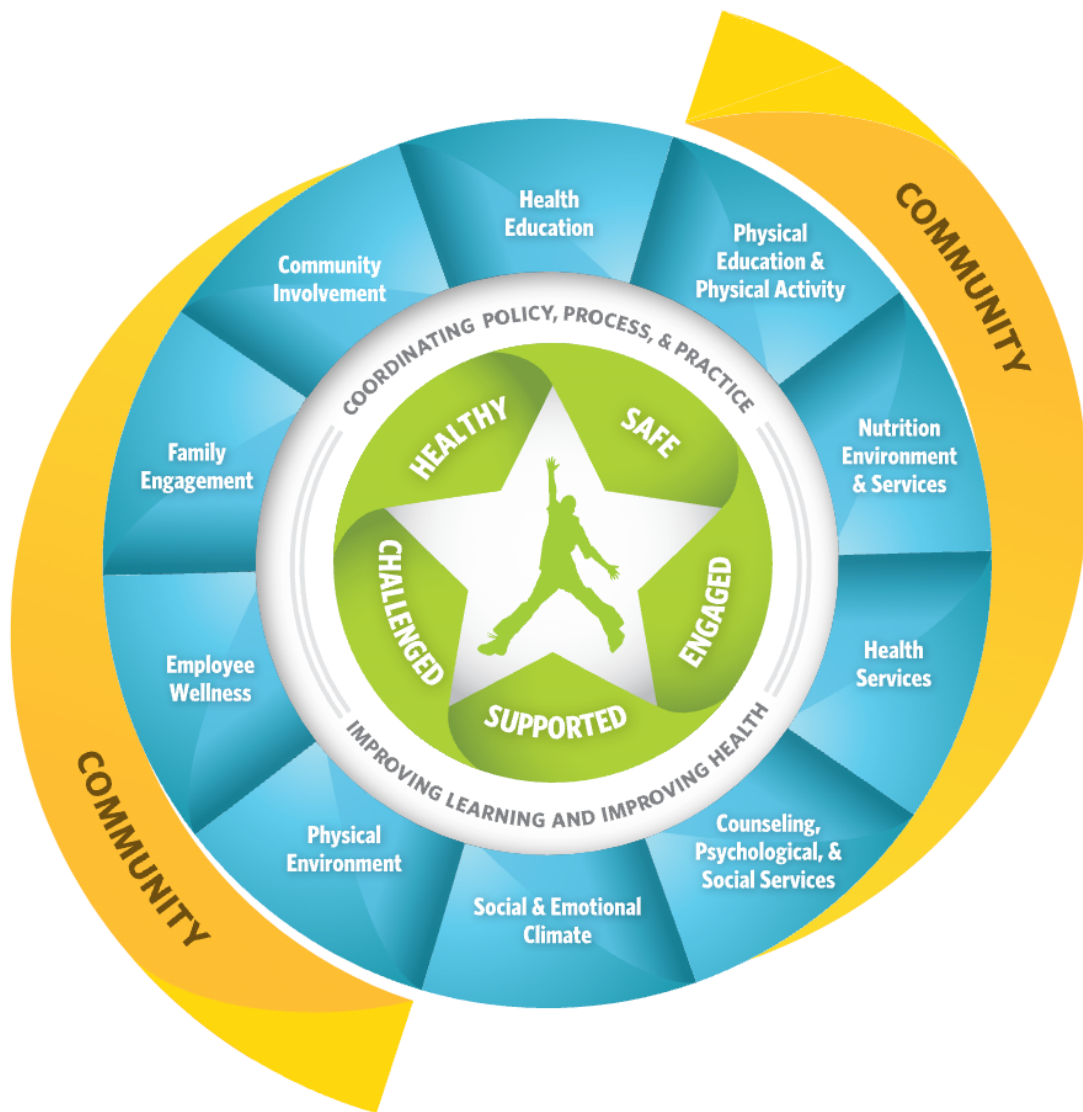 COMMUNITY
Health
Education
Physical
Education &
Physical Activity
Nutrition
Environment
& Services
Health
Services
Counseling,
Psychological, &
Social Services
Social & Emotional
Climate
Physical
Environment
Employee
Wellness
Family
Engagement
Community
Involvement
COORDINATING POLICY, PROCESS, & PRACTICE
IMPROVING LEARNING AND IMPROVING HEALTH
HEALTHY
SAFE
ENGAGED
SUPPORTED
CHALLENGED
COMMUNITY